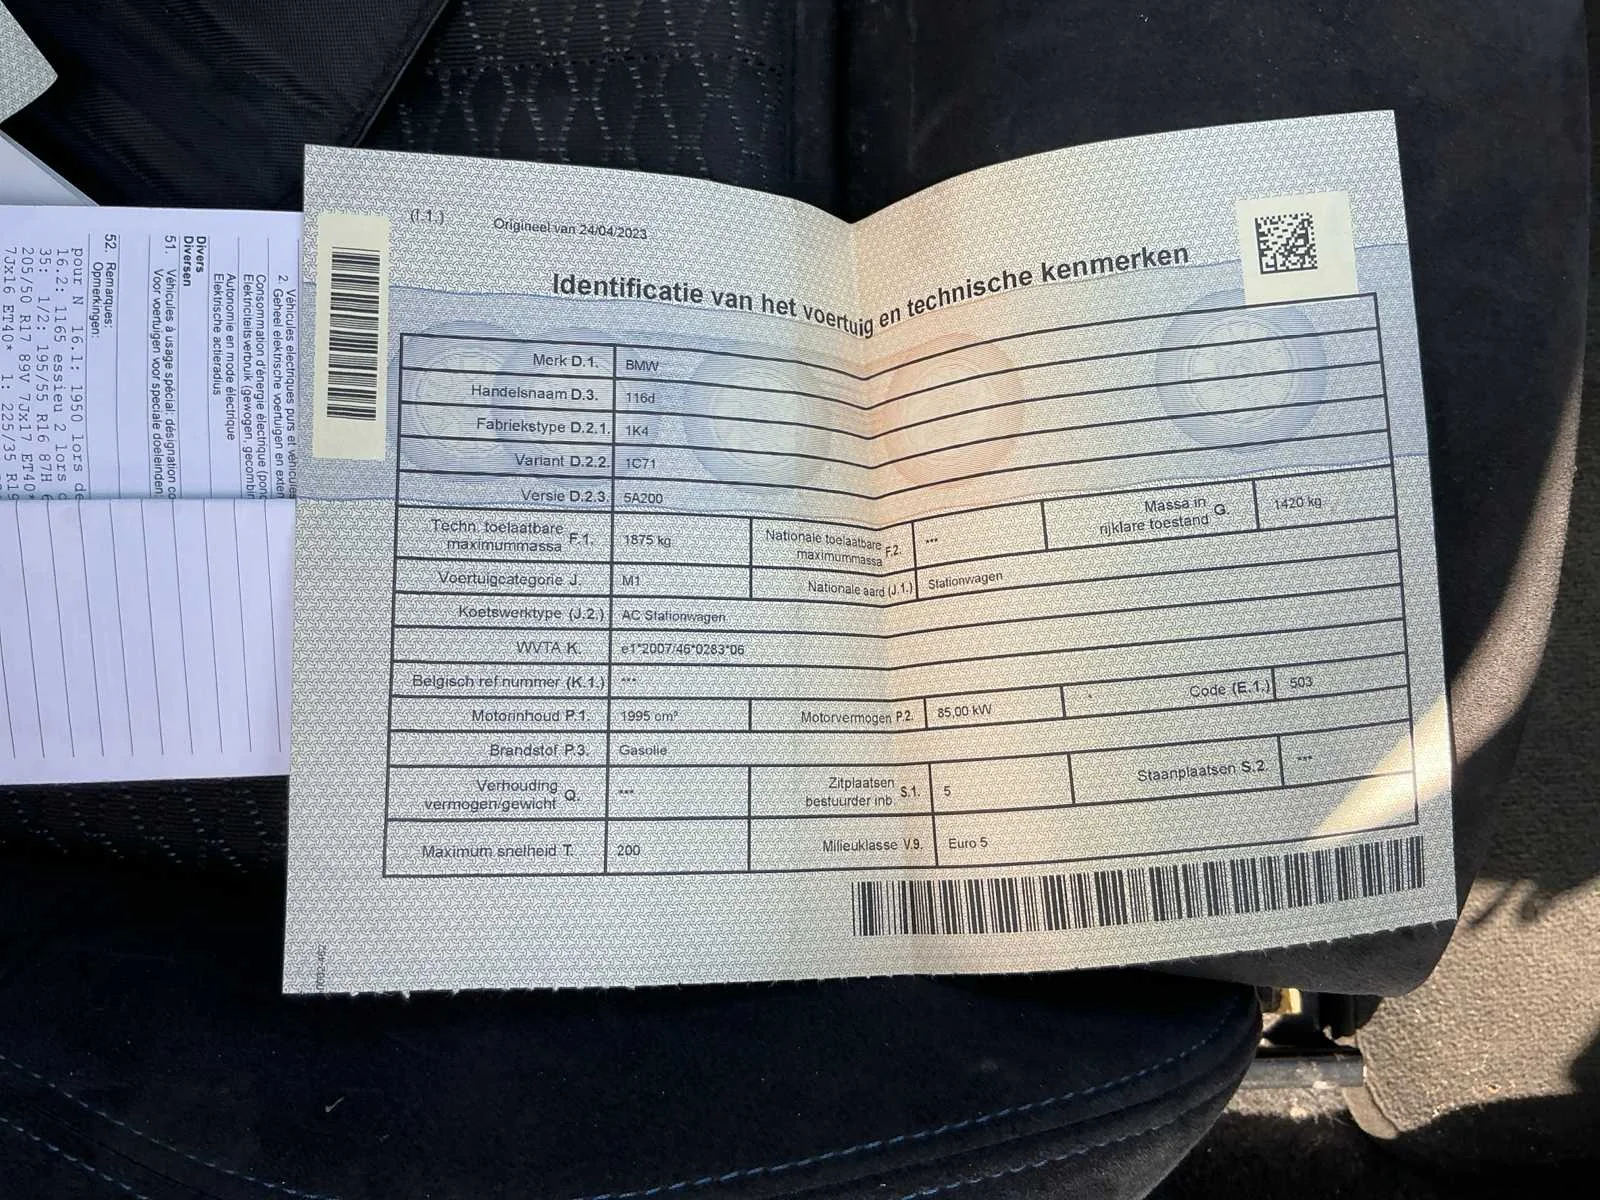 (I.1.)
Origineel van 24/04/2023
Identificatie van het voertuig en technische kenmerken
Merk D.1. BMW
Handelsnaam D.3. 116d
Fabriekstype D.2.1. 1K4
Variant D.2.2. 1C71
Versie D.2.3. 5A200
Techn. toelaatbare maximummassa F.1. 1875 kg
Nationale toelaatbare maximummassa F.2. ***
Massa in rijklare toestand G. 1420 kg
Voertuigcategorie J. M1
Nationale aard (J.1.) Stationwagen
Koetswerktype (J.2.) AC Stationwagen
WVTA K. e1*2007/46*0283*06
Belgisch ref.nummer (K.1.) ***
Motorinhoud P.1. 1995 cm³
Motorvermogen P.2. 85,00 kW
Code (E.1.) 503
Brandstof P.3. Gasolie
Verhouding vermogen/gewicht Q. ***
Zitplaatsen bestuurder inb. S.1. 5
Staanplaatsen S.2. ***
Maximum snelheid T. 200
Milieuklasse V.9. Euro 5
2 Véhicules électriques purs et véhicules
Geheel elektrische voertuigen en exten
Consommation d'énergie électrique (pond
Elektriciteitsverbruik (gewogen, gecombin
Autonomie en mode électrique
Elektrische actieradius
Divers
Diversen
51. Véhicules à usage spécial: désignation co
Voor voertuigen voor speciale doeleinden
52. Remarques:
Opmerkingen:
pour N 16.1: 1950 lors de
16.2: 1165 essieu 2 lors d
35: 1/2: 195/55 R16 87H 6
205/50 R17 89V 7Jx17 ET40*
7Jx16 ET40* 1: 225/35 R19